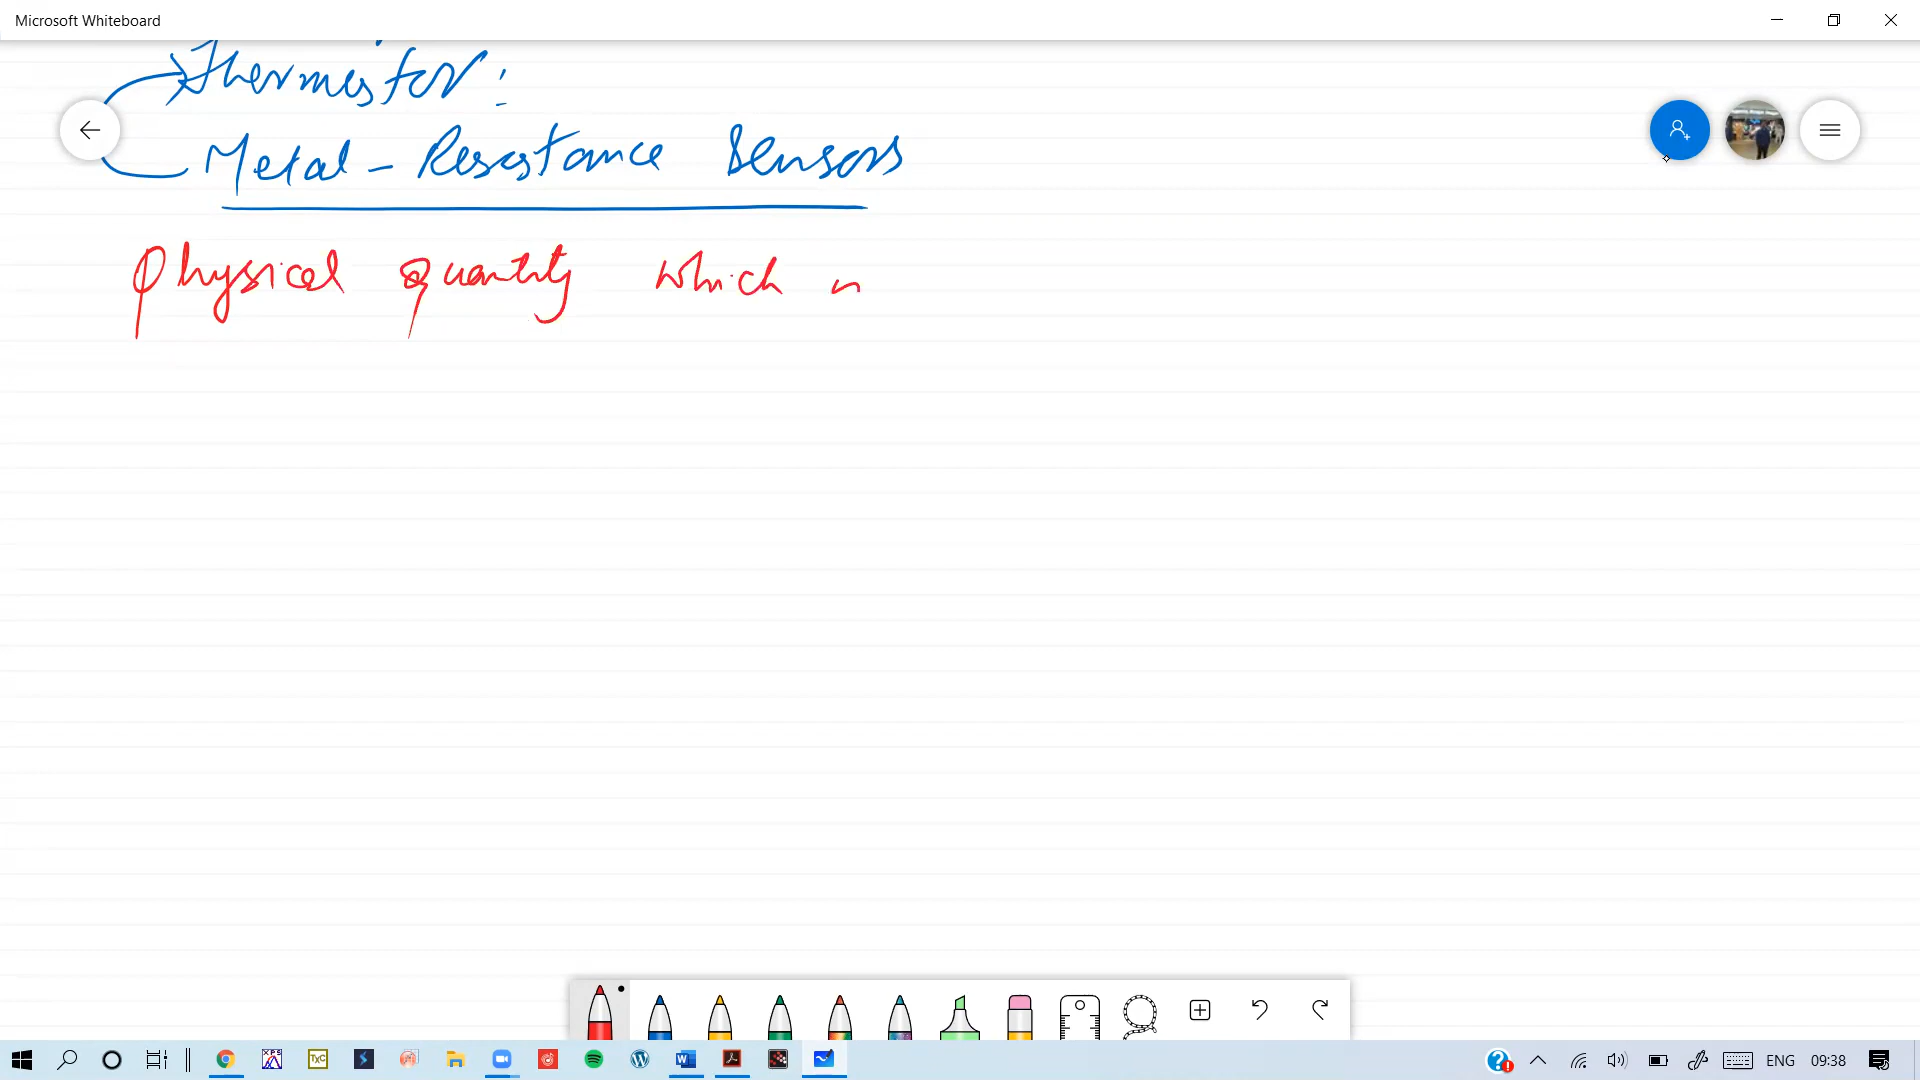 Microsoft Whiteboard
Thermistor:
Metal - Resistance Sensors
Physical quantity which
ENG 09:38